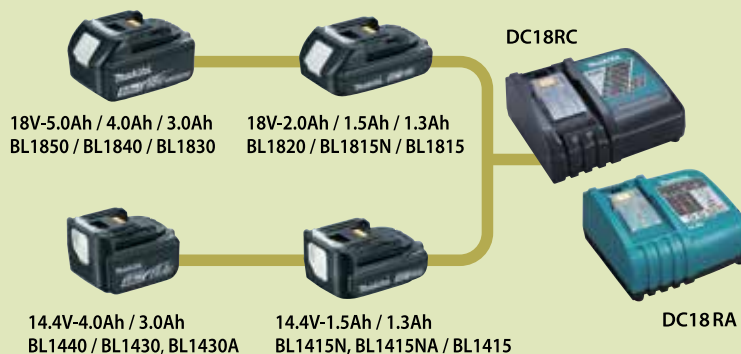 DC18RC
18V-5.0Ah / 4.0Ah / 3.0Ah
BL1850 / BL1840 / BL1830
18V-2.0Ah / 1.5Ah / 1.3Ah
BL1820 / BL1815N / BL1815
14.4V-4.0Ah / 3.0Ah
BL1440 / BL1430, BL1430A
14.4V-1.5Ah / 1.3Ah
BL1415N, BL1415NA / BL1415
DC18RA